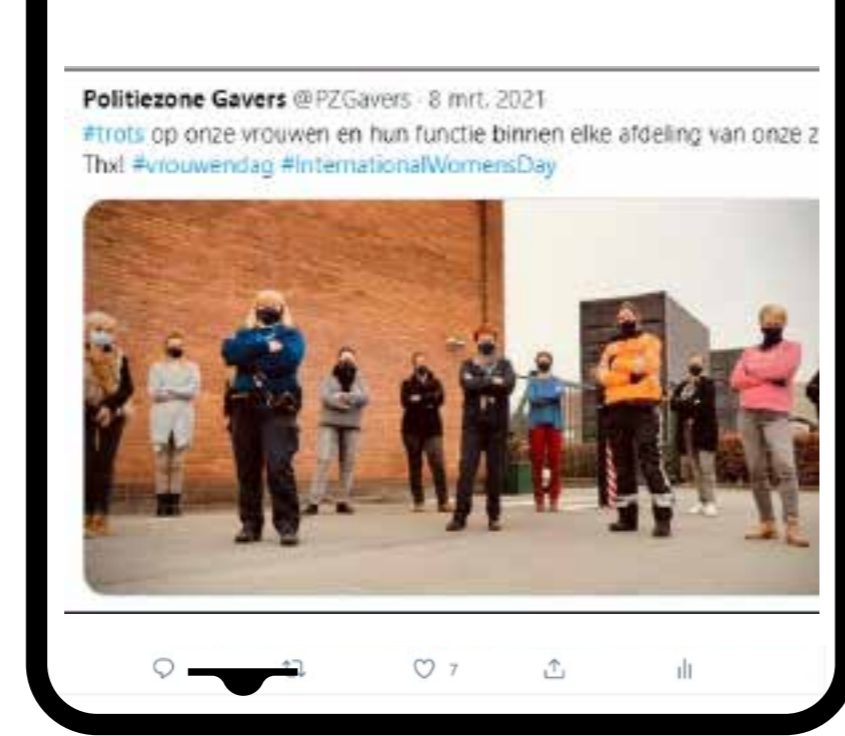 Politiezone Gavers @PZGavers · 8 mrt. 2021
#trots op onze vrouwen en hun functie binnen elke afdeling van onze z
Thx! #vrouwendag #InternationalWomensDay
7